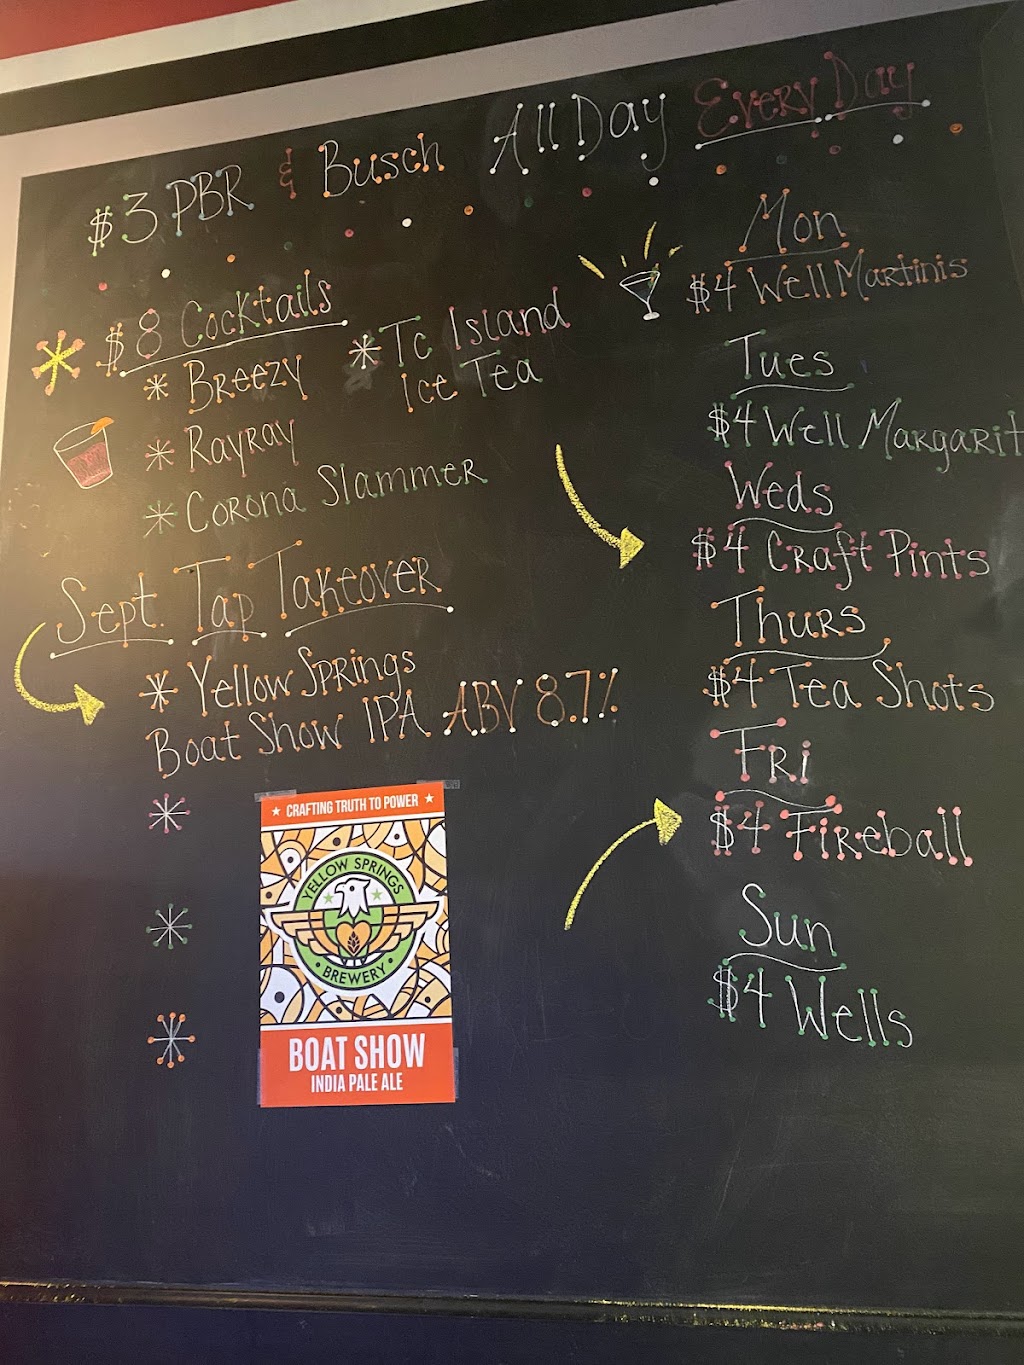 $3 PBR & Busch All Day Every Day
$8 Cocktails
* Breezy
* RayRay
* Corona Slammer
* Tc Island
Ice Tea
Sept. Tap Takeover
* Yellow Springs
Boat Show IPA ABV 8.7%
*
*
*
★ CRAFTING TRUTH TO POWER ★
YELLOW SPRINGS
BREWERY
BOAT SHOW
INDIA PALE ALE
Mon
$4 Well Martinis
Tues
$4 Well Margarit
Weds
$4 Craft Pints
Thurs
$4 Tea Shots
Fri
$4 Fireball
Sun
$4 Wells